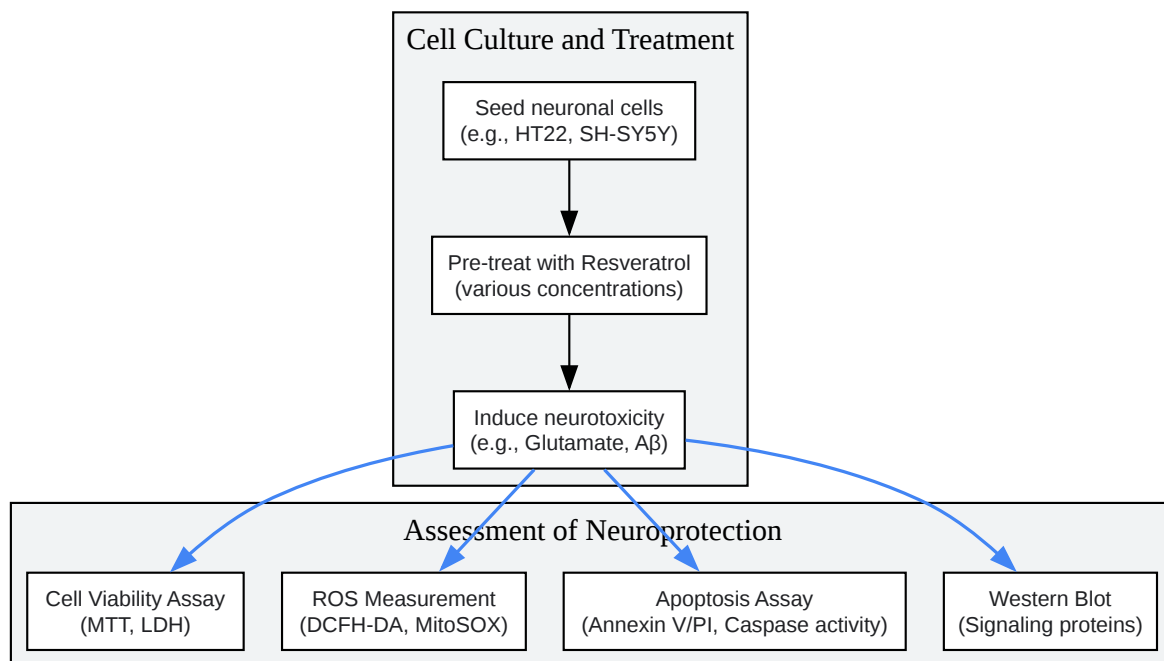 Cell Culture and Treatment
Seed neuronal cells
(e.g., HT22, SH-SY5Y)
Pre-treat with Resveratrol
(various concentrations)
Induce neurotoxicity
(e.g., Glutamate, Aβ)
Assessment of Neuroprotection
Cell Viability Assay
(MTT, LDH)
ROS Measurement
(DCFH-DA, MitoSOX)
Apoptosis Assay
(Annexin V/PI, Caspase activity)
Western Blot
(Signaling proteins)